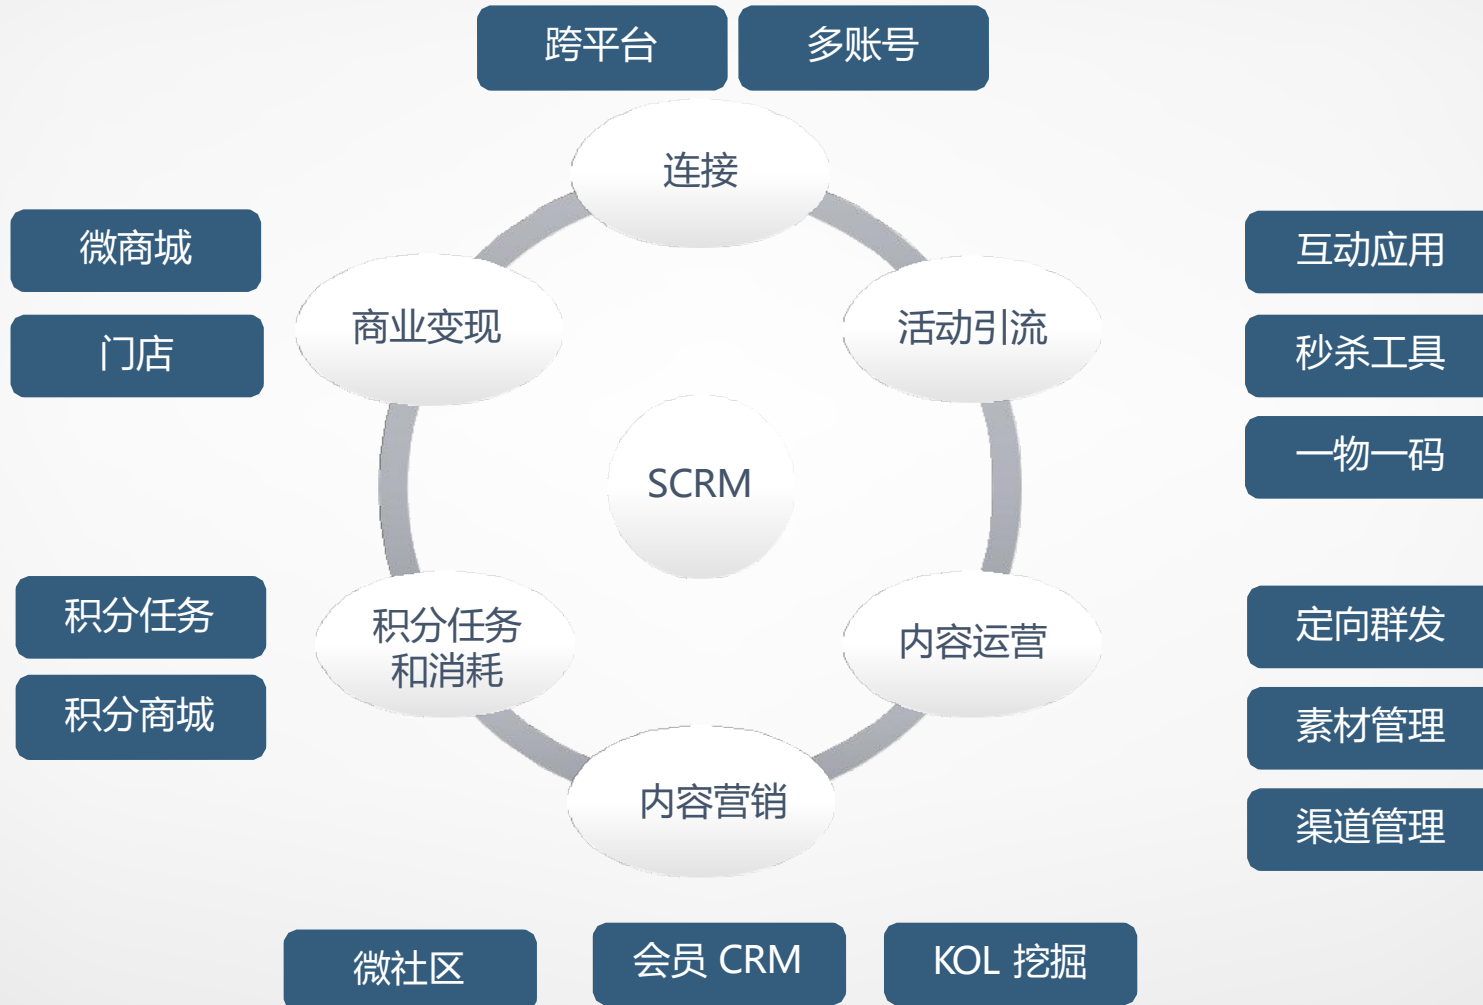 跨平台
多账号
连接
微商城
互动应用
商业变现
活动引流
门店
秒杀工具
一物一码
SCRM
积分任务
积分任务
和消耗
内容运营
定向群发
积分商城
素材管理
内容营销
渠道管理
微社区
会员 CRM
KOL 挖掘